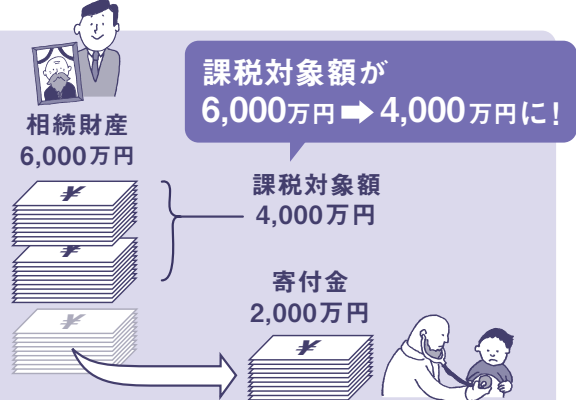 課税対象額が
6,000万円➡4,000万円に!
相続財産
6,000万円
¥
¥
¥
課税対象額
4,000万円
寄付金
2,000万円
¥